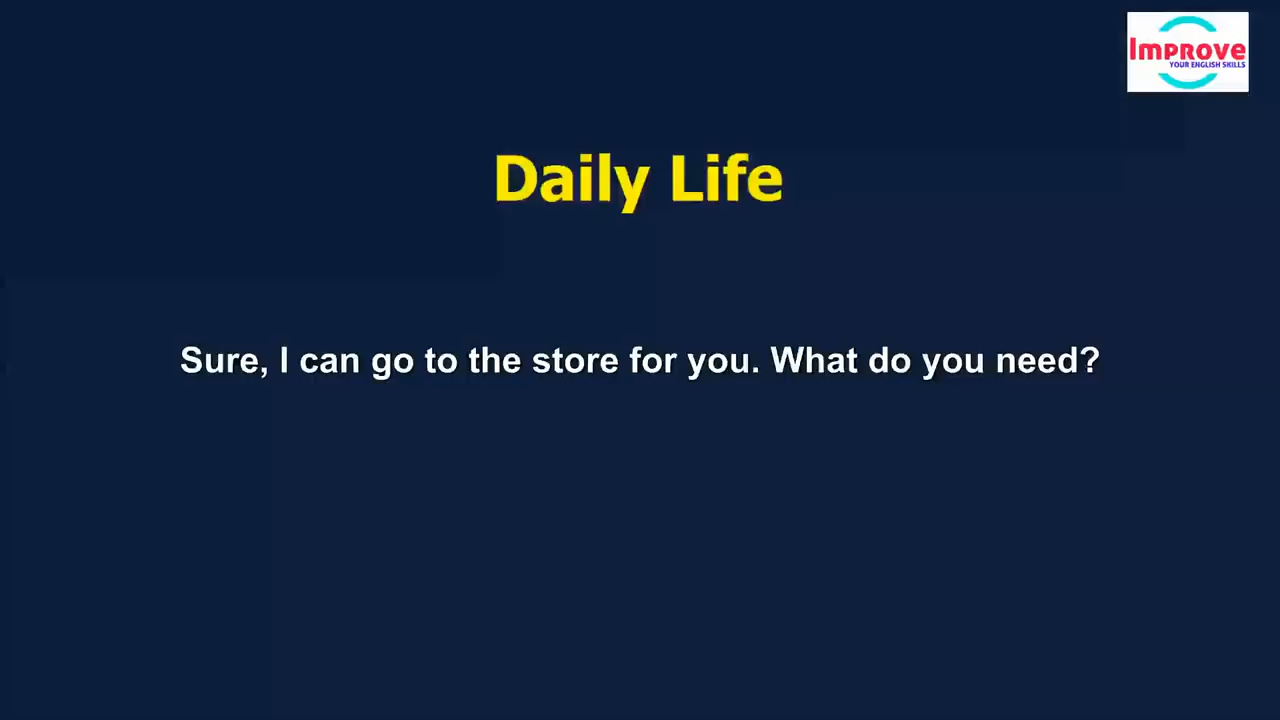 Improve
YOUR ENGLISH SKILLS
Daily Life
Sure, I can go to the store for you. What do you need?